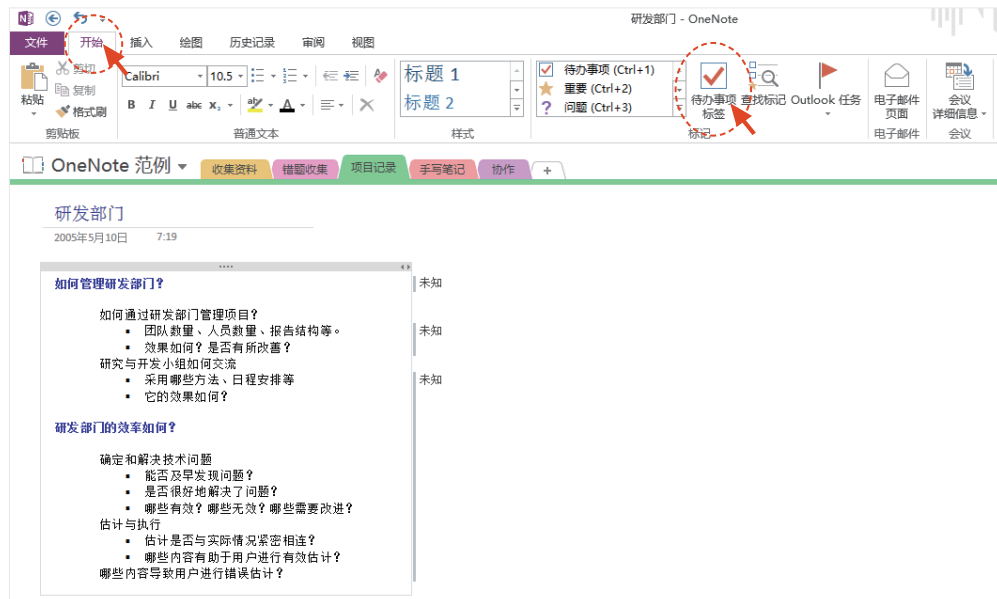 研发部门 - OneNote
文件 开始 插入 绘图 历史记录 审阅 视图
粘贴
剪切
复制
格式刷
剪贴板
Calibri 10.5
B I U abc X₂ aby A
普通文本
标题 1
标题 2
样式
待办事项 (Ctrl+1)
重要 (Ctrl+2)
问题 (Ctrl+3)
待办事项
标签
查找标记
Outlook 任务
标记
电子邮件
页面
电子邮件
会议
详细信息
会议
OneNote 范例 收集资料 错题收集 项目记录 手写笔记 协作 +
研发部门
2005年5月10日 7:19
如何管理研发部门? 未知
如何通过研发部门管理项目?
▪ 团队数量、人员数量、报告结构等。 未知
▪ 效果如何? 是否有所改善?
研究与开发小组如何交流
▪ 采用哪些方法、日程安排等 未知
▪ 它的效果如何?
研发部门的效率如何?
确定和解决技术问题
▪ 能否及早发现问题?
▪ 是否很好地解决了问题?
▪ 哪些有效? 哪些无效? 哪些需要改进?
估计与执行
▪ 估计是否与实际情况紧密相连?
▪ 哪些内容有助于用户进行有效估计?
哪些内容导致用户进行错误估计?